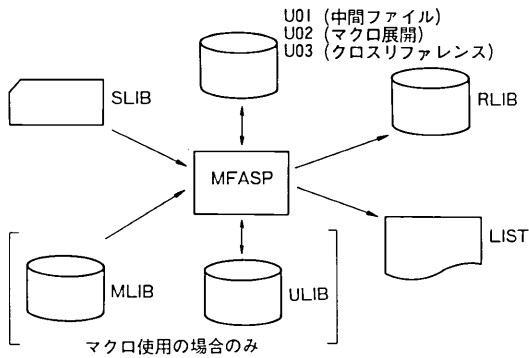 U01 (中間ファイル)
U02 (マクロ展開)
U03 (クロスリファレンス)
SLIB
RLIB
MFASP
LIST
MLIB
ULIB
マクロ使用の場合のみ